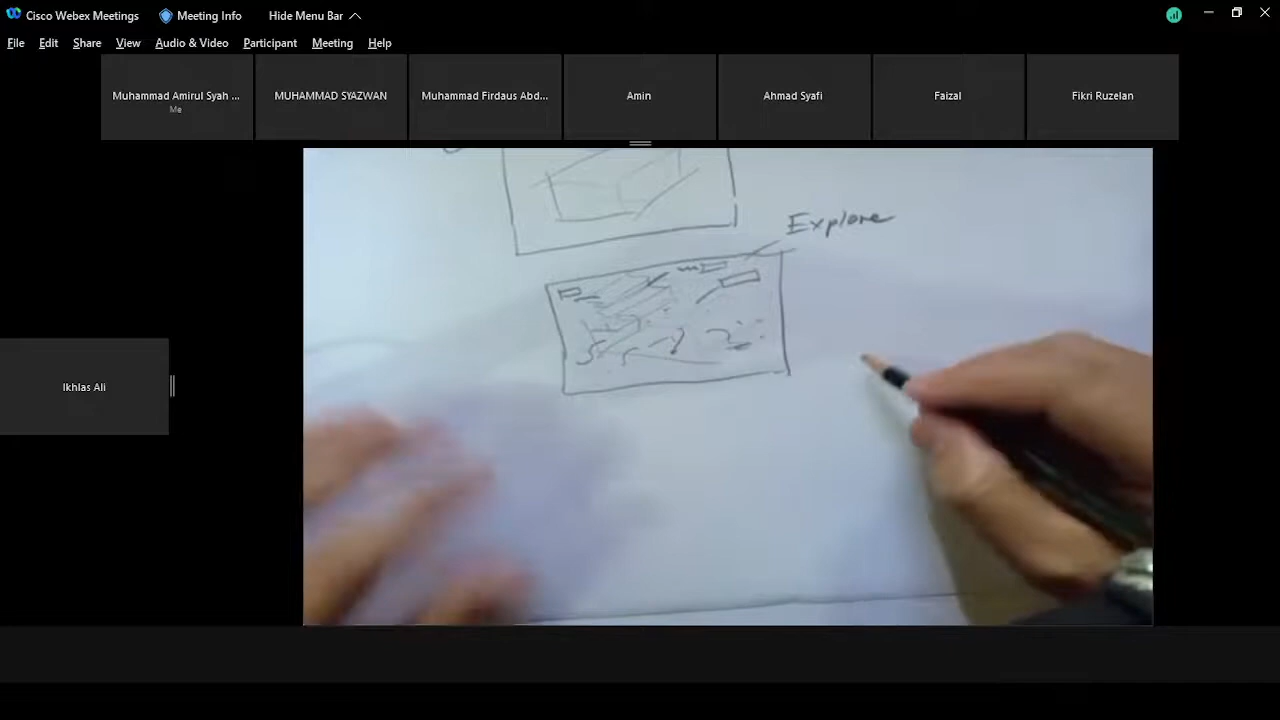 Cisco Webex Meetings
Meeting Info
Hide Menu Bar
File Edit Share View Audio & Video Participant Meeting Help
Muhammad Amirul Syah ...
Me
MUHAMMAD SYAZWAN
Muhammad Firdaus Abd...
Amin
Ahmad Syafi
Faizal
Fikri Ruzelan
Explore
Ikhlas Ali